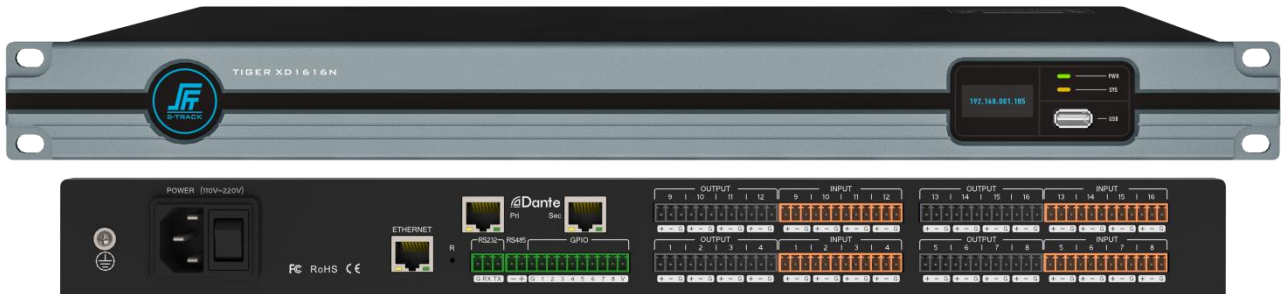 TIGER XD1616N
S-TRACK
192.168.001.105
PWR
SYS
USB
POWER (110V~220V)
FC RoHS CE
ETHERNET
R
Dante
Pri Sec
RS232 RS485 GPIO
G RX TX − + G 1 2 3 4 5 6 7 8 V
OUTPUT INPUT
9 I 10 I 11 I 12 9 I 10 I 11 I 12
+ − G + − G + − G + − G + − G + − G + − G + − G
OUTPUT INPUT
1 I 2 I 3 I 4 1 I 2 I 3 I 4
+ − G + − G + − G + − G + − G + − G + − G + − G
OUTPUT INPUT
13 I 14 I 15 I 16 13 I 14 I 15 I 16
+ − G + − G + − G + − G + − G + − G + − G + − G
OUTPUT INPUT
5 I 6 I 7 I 8 5 I 6 I 7 I 8
+ − G + − G + − G + − G + − G + − G + − G + − G